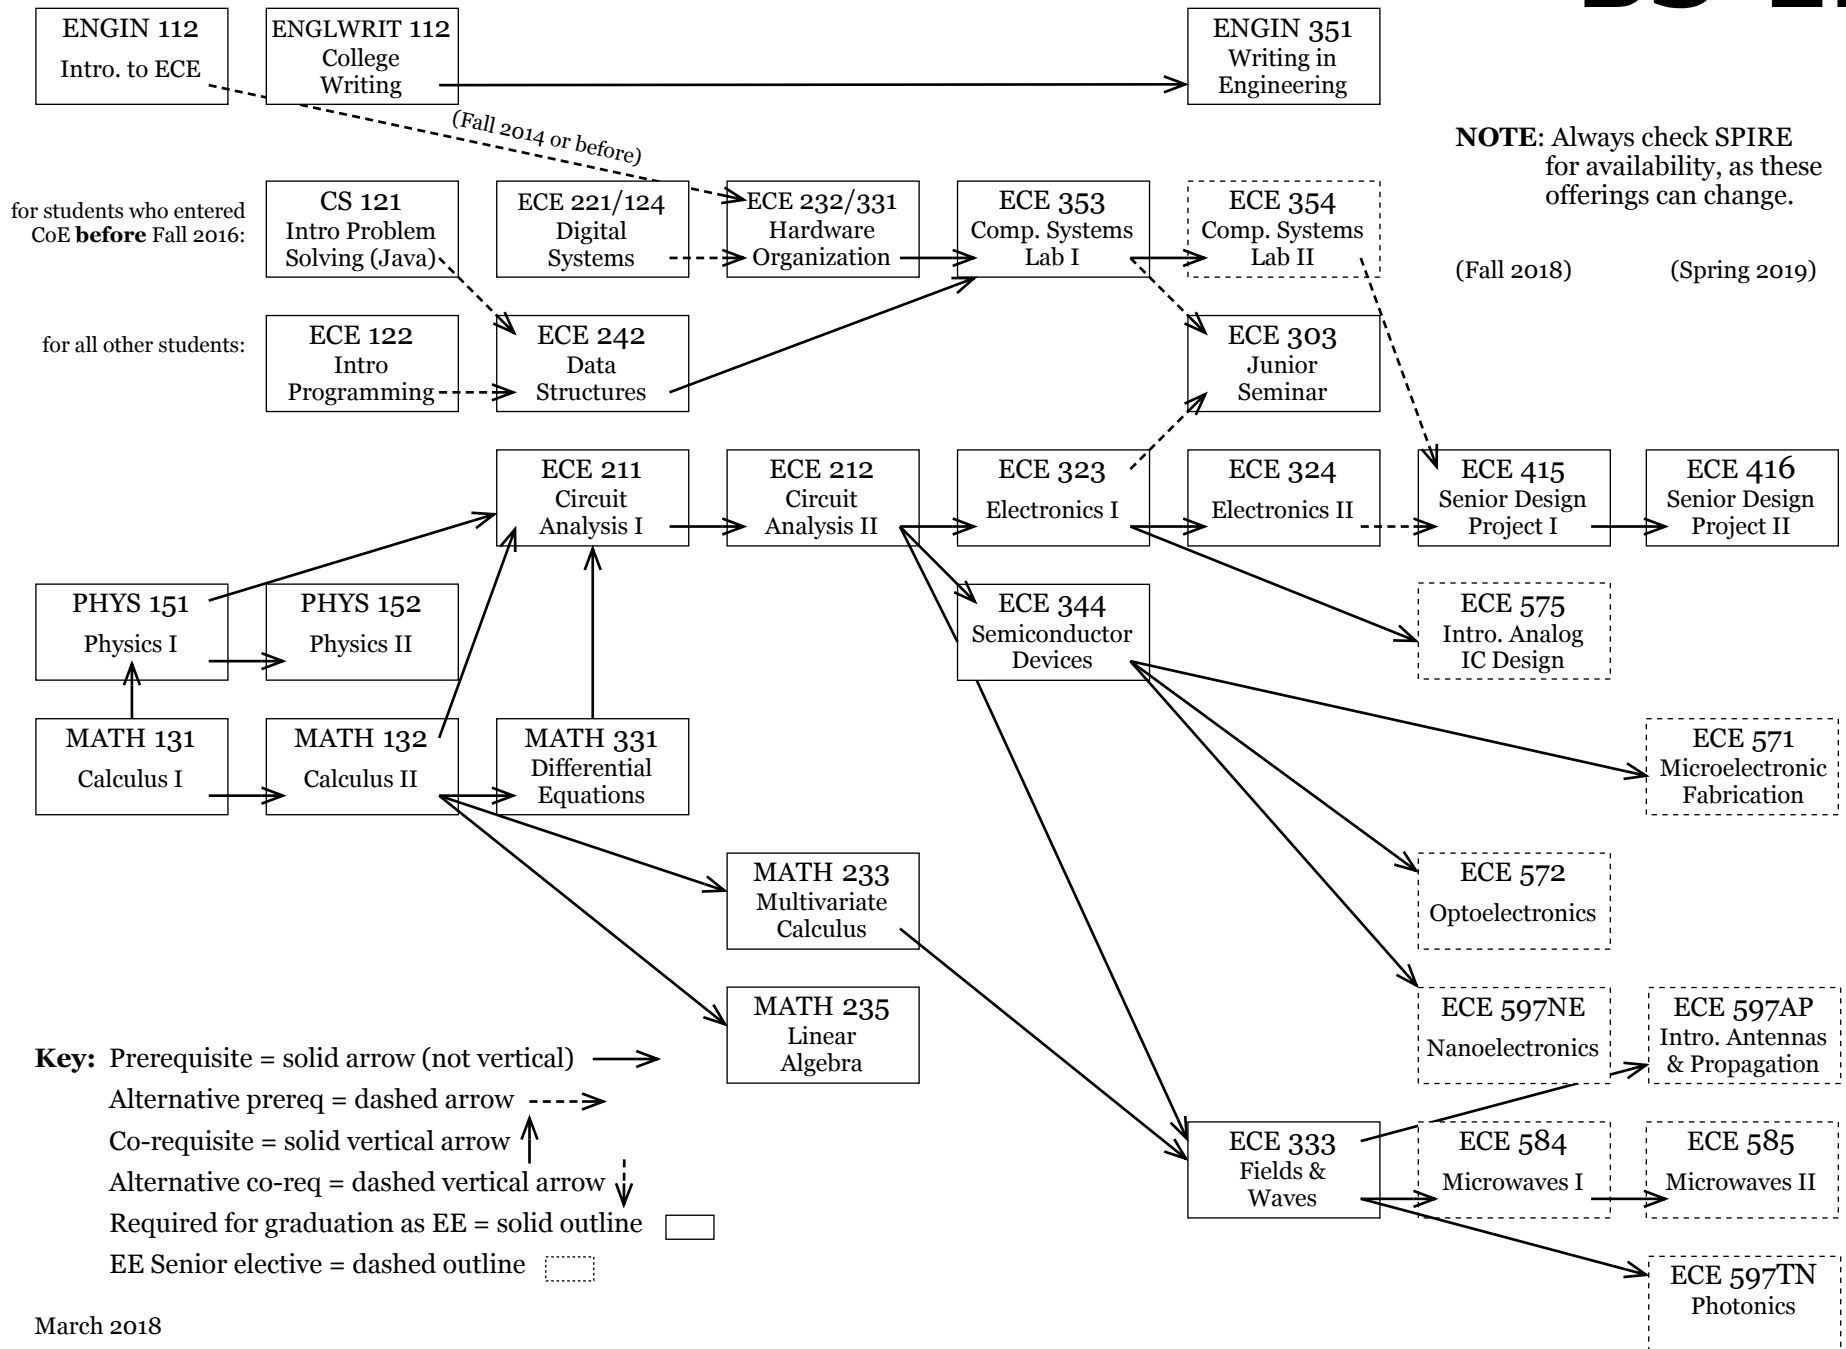 BS
ENGIN 112
Intro. to ECE
ENGLWRIT 112
College
Writing
ENGIN 351
Writing in
Engineering
(Fall 2014 or before)
NOTE: Always check SPIRE
for availability, as these
offerings can change.
for students who entered
CoE before Fall 2016:
CS 121
Intro Problem
Solving (Java)
ECE 221/124
Digital
Systems
ECE 232/331
Hardware
Organization
ECE 353
Comp. Systems
Lab I
ECE 354
Comp. Systems
Lab II
(Fall 2018)
(Spring 2019)
for all other students:
ECE 122
Intro
Programming
ECE 242
Data
Structures
ECE 303
Junior
Seminar
ECE 211
Circuit
Analysis I
ECE 212
Circuit
Analysis II
ECE 323
Electronics I
ECE 324
Electronics II
ECE 415
Senior Design
Project I
ECE 416
Senior Design
Project II
PHYS 151
Physics I
PHYS 152
Physics II
ECE 344
Semiconductor
Devices
ECE 575
Intro. Analog
IC Design
MATH 131
Calculus I
MATH 132
Calculus II
MATH 331
Differential
Equations
ECE 571
Microelectronic
Fabrication
MATH 233
Multivariate
Calculus
ECE 572
Optoelectronics
MATH 235
Linear
Algebra
ECE 597NE
Nanoelectronics
ECE 597AP
Intro. Antennas
& Propagation
Key: Prerequisite = solid arrow (not vertical)
Alternative prereq = dashed arrow
Co-requisite = solid vertical arrow
Alternative co-req = dashed vertical arrow
Required for graduation as EE = solid outline
EE Senior elective = dashed outline
ECE 333
Fields &
Waves
ECE 584
Microwaves I
ECE 585
Microwaves II
ECE 597TN
Photonics
March 2018